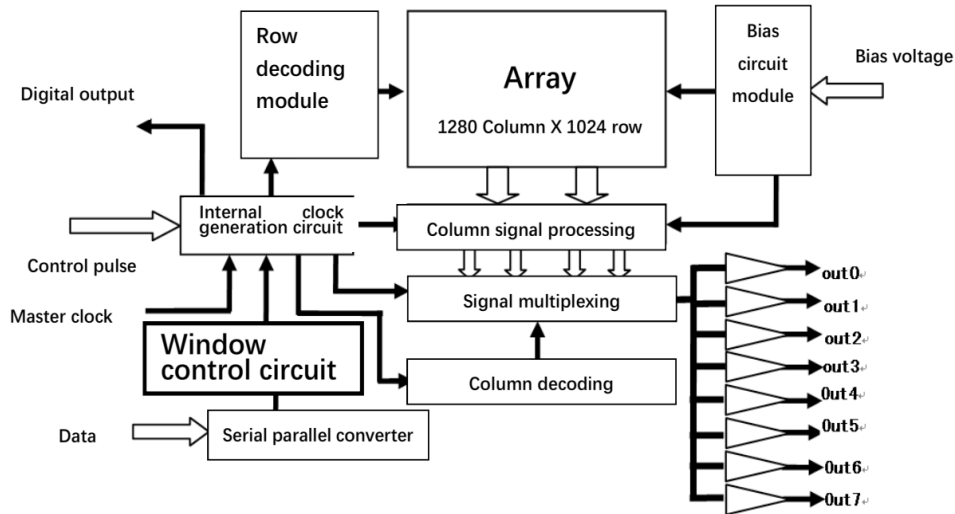 Row
decoding
module
Array
1280 Column X 1024 row
Bias
circuit
module
Bias voltage
Digital output
Internal clock
generation circuit
Column signal processing
Control pulse
Master clock
Signal multiplexing
Window
control circuit
Column decoding
Data
Serial parallel converter
out0↵
out1↵
out2↵
out3↵
Out4↵
Out5↵
Out6↵
Out7↵